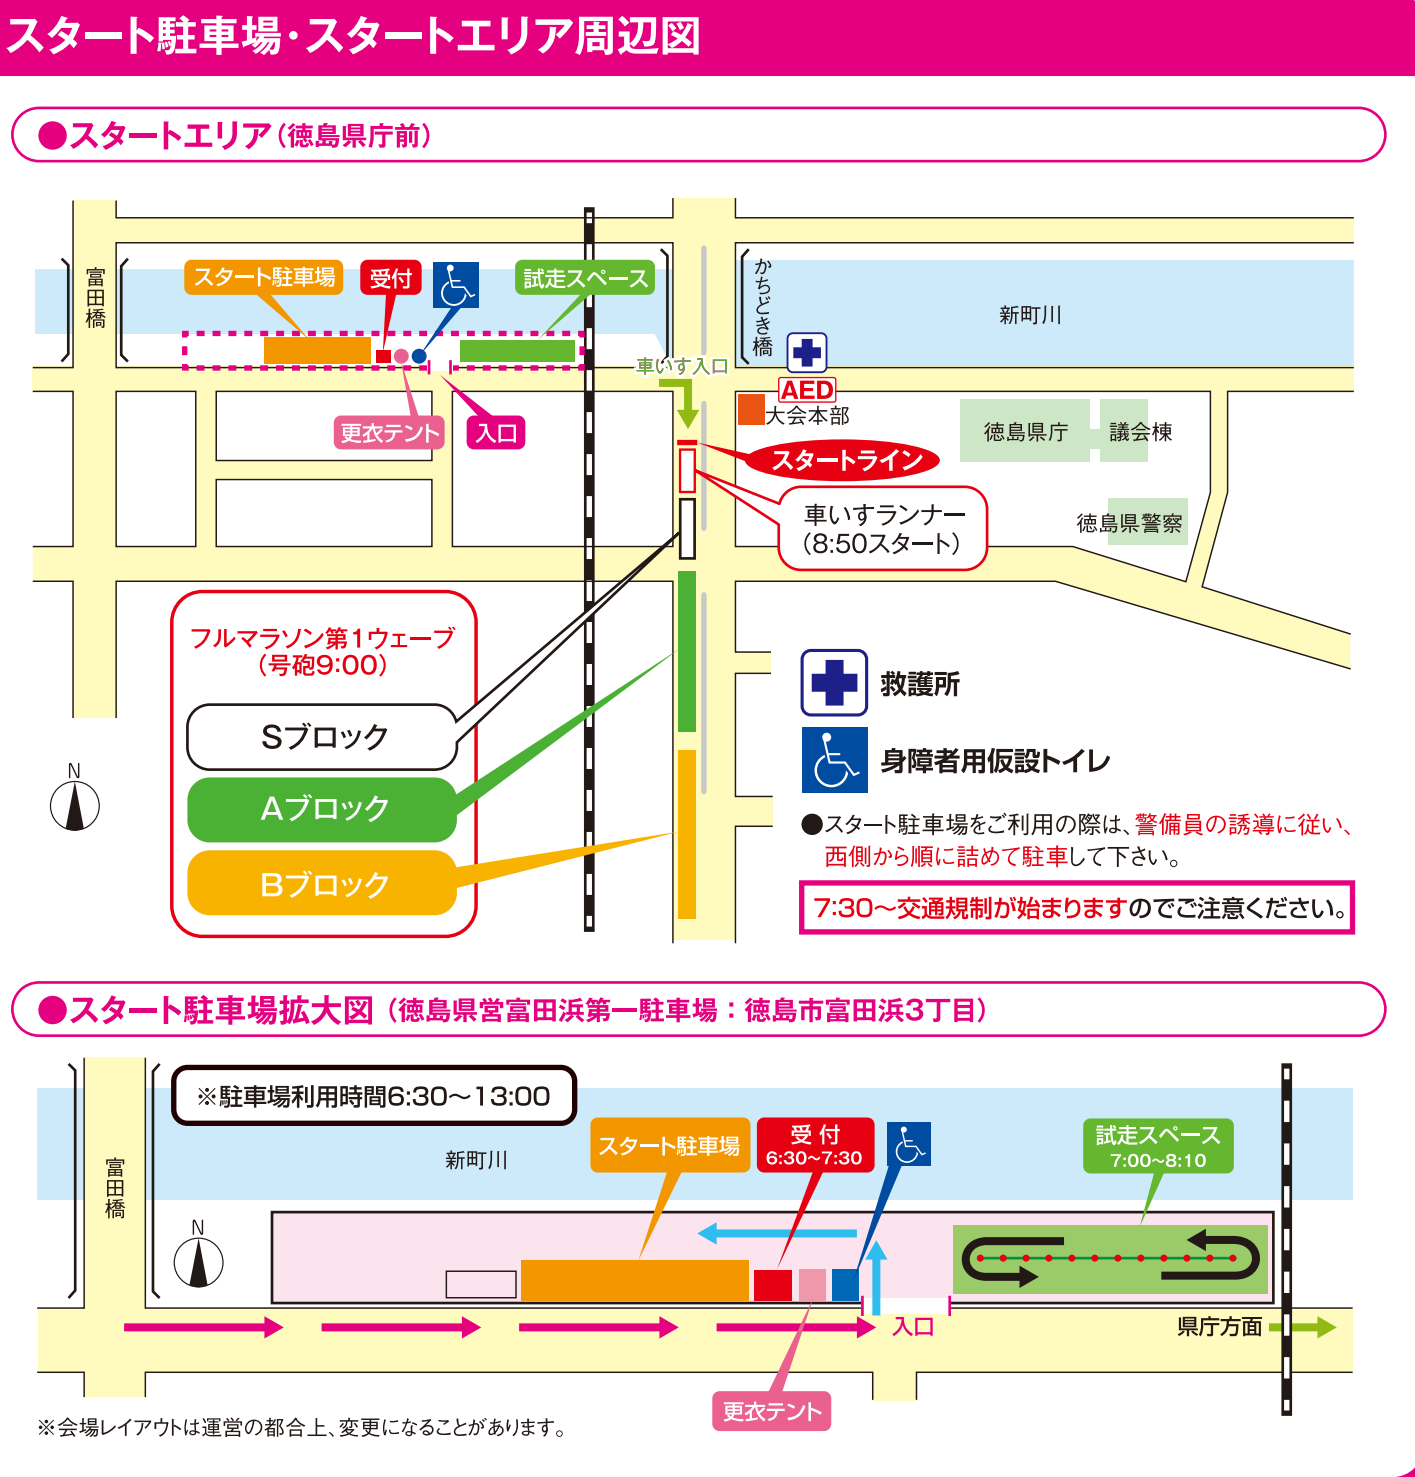 スタート駐車場・スタートエリア周辺図
●スタートエリア（徳島県庁前）
富田橋
スタート駐車場
受付
試走スペース
かちどき橋
新町川
車いす入口
AED
大会本部
徳島県庁
議会棟
更衣テント
入口
スタートライン
車いすランナー
（8:50スタート）
徳島県警察
フルマラソン第1ウェーブ
（号砲9:00）
Sブロック
Aブロック
Bブロック
N
救護所
身障者用仮設トイレ
●スタート駐車場をご利用の際は、警備員の誘導に従い、
西側から順に詰めて駐車して下さい。
7:30〜交通規制が始まりますのでご注意ください。
●スタート駐車場拡大図（徳島県営富田浜第一駐車場：徳島市富田浜3丁目）
※駐車場利用時間6:30〜13:00
富田橋
新町川
スタート駐車場
受付
6:30〜7:30
試走スペース
7:00〜8:10
N
入口
県庁方面
更衣テント
※会場レイアウトは運営の都合上、変更になることがあります。